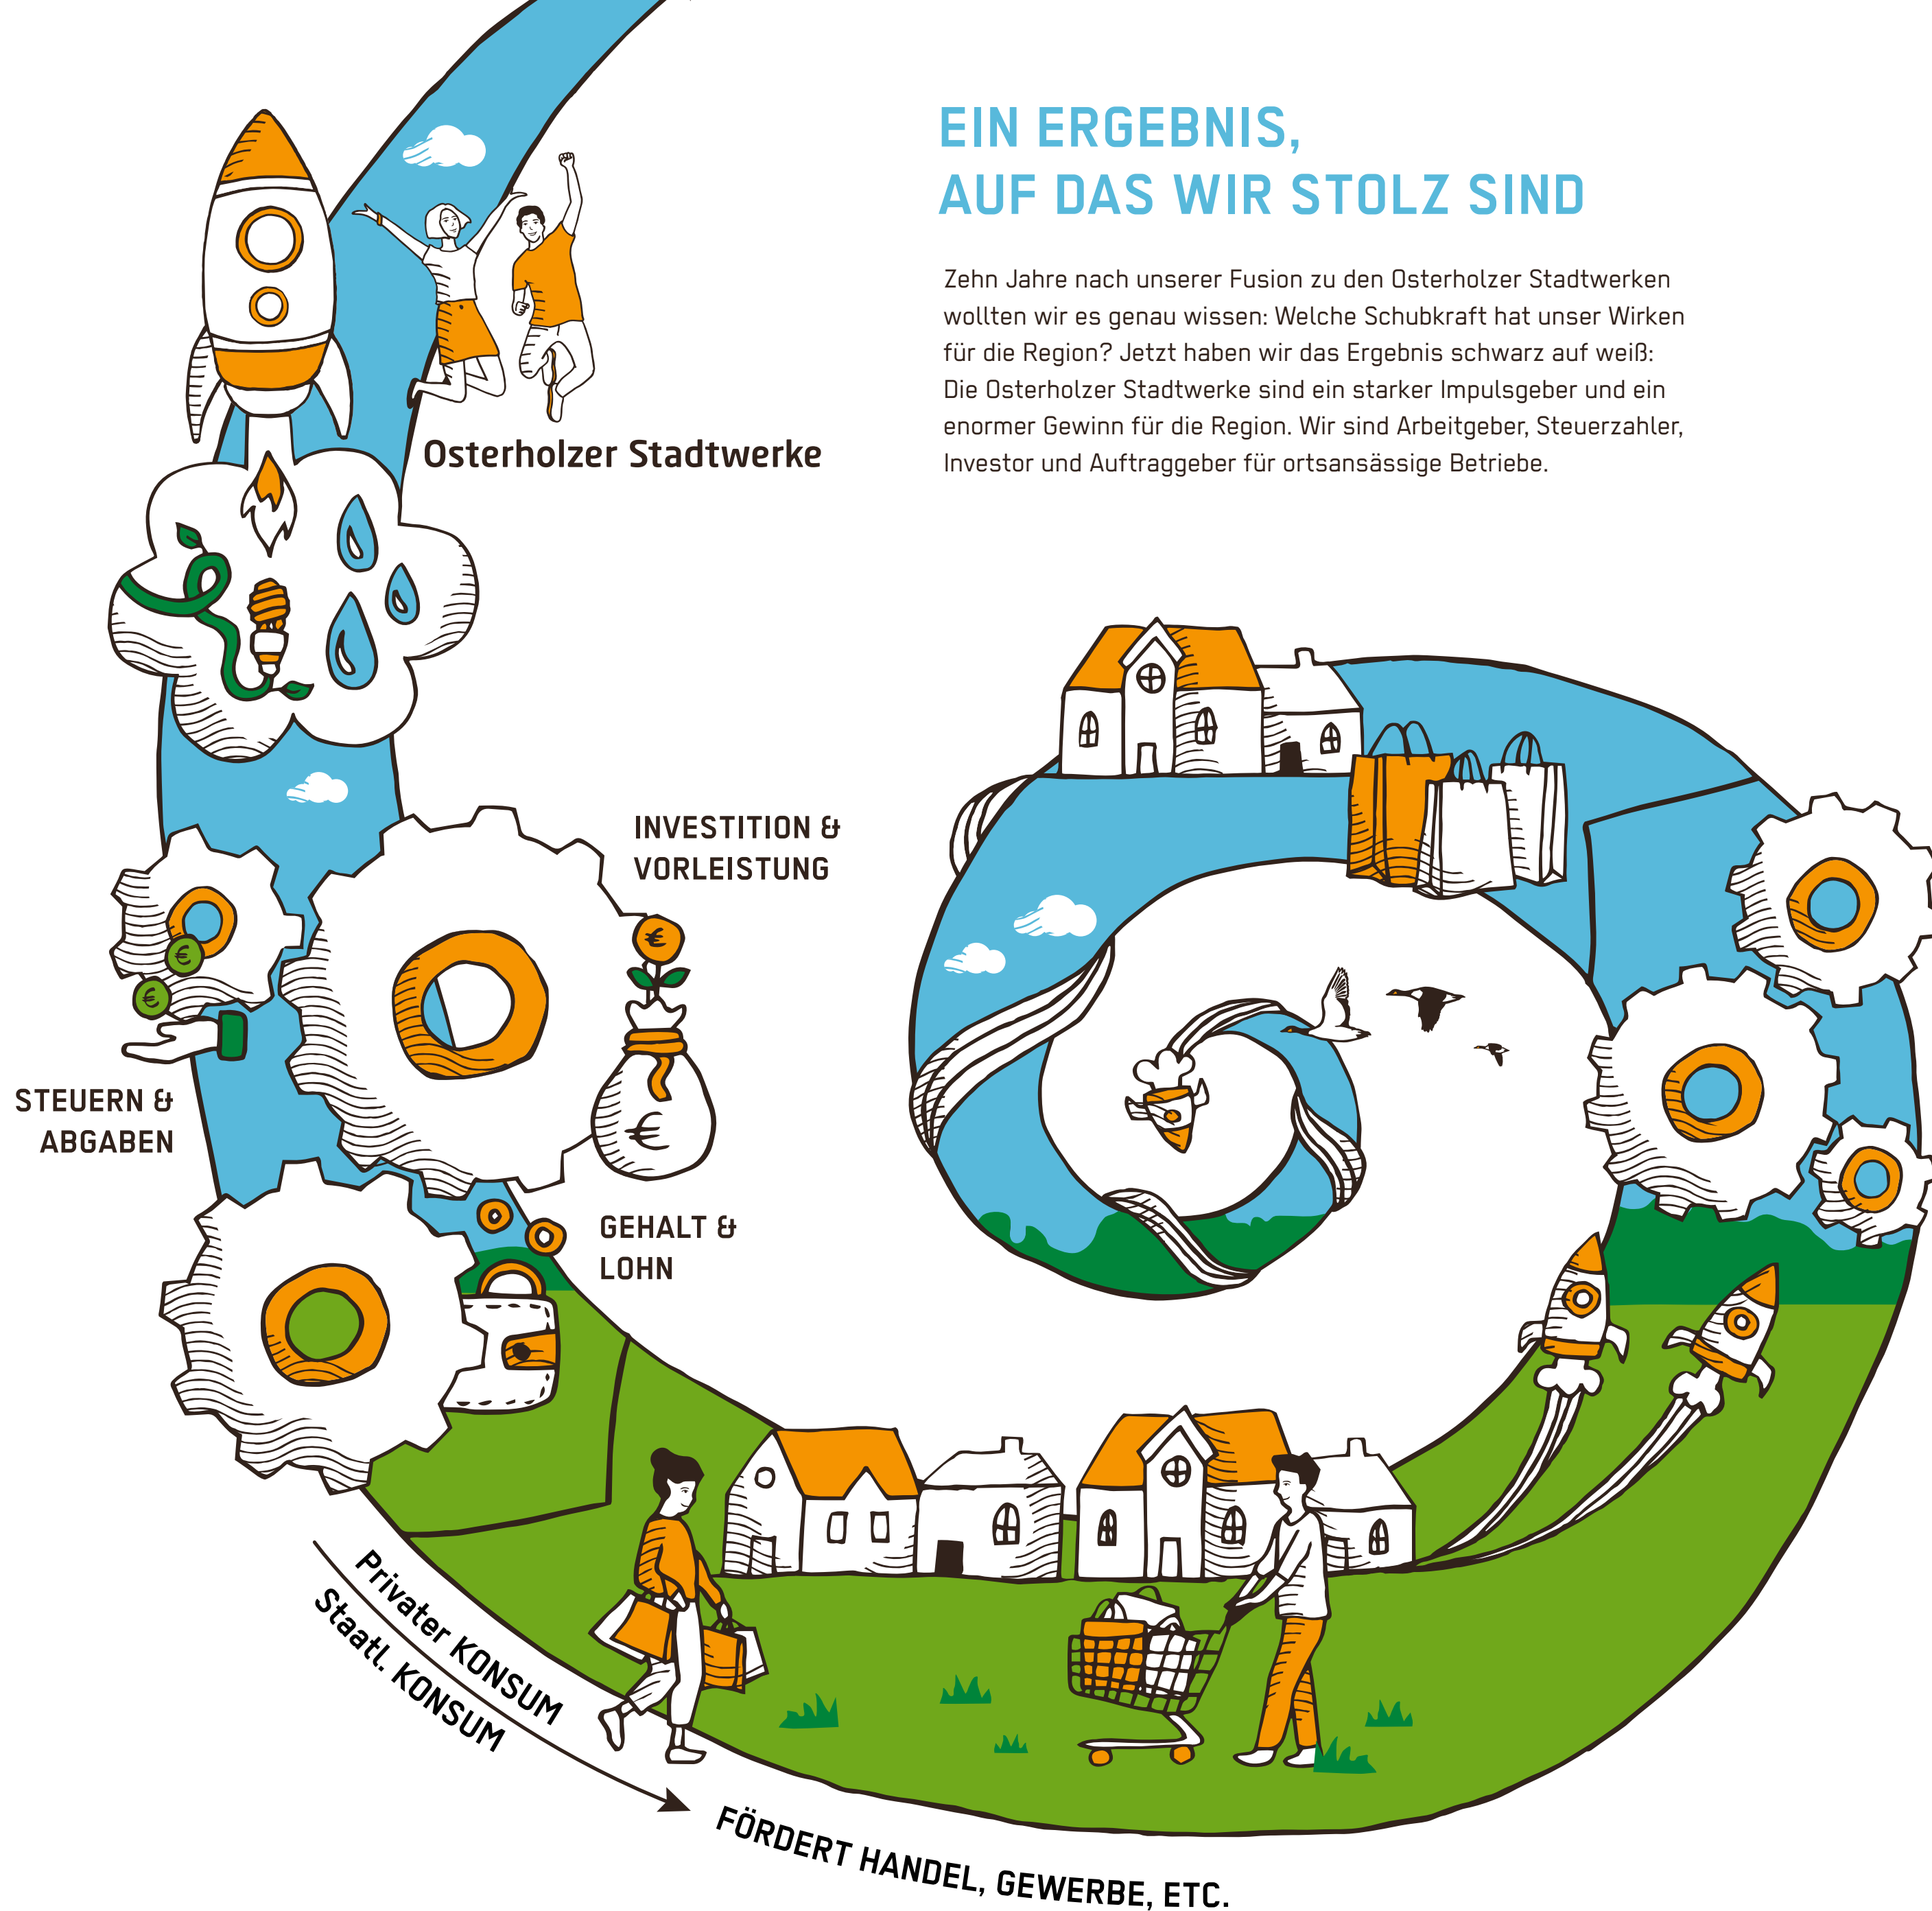 EIN ERGEBNIS,
AUF DAS WIR STOLZ SIND
Zehn Jahre nach unserer Fusion zu den Osterholzer Stadtwerken
wollten wir es genau wissen: Welche Schubkraft hat unser Wirken
für die Region? Jetzt haben wir das Ergebnis schwarz auf weiß:
Die Osterholzer Stadtwerke sind ein starker Impulsgeber und ein
enormer Gewinn für die Region. Wir sind Arbeitgeber, Steuerzahler,
Investor und Auftraggeber für ortsansässige Betriebe.
Osterholzer Stadtwerke
INVESTITION &
VORLEISTUNG
€
€
€
€
STEUERN &
ABGABEN
GEHALT &
LOHN
Privater KONSUM
Staatl. KONSUM
FÖRDERT HANDEL, GEWERBE, ETC.